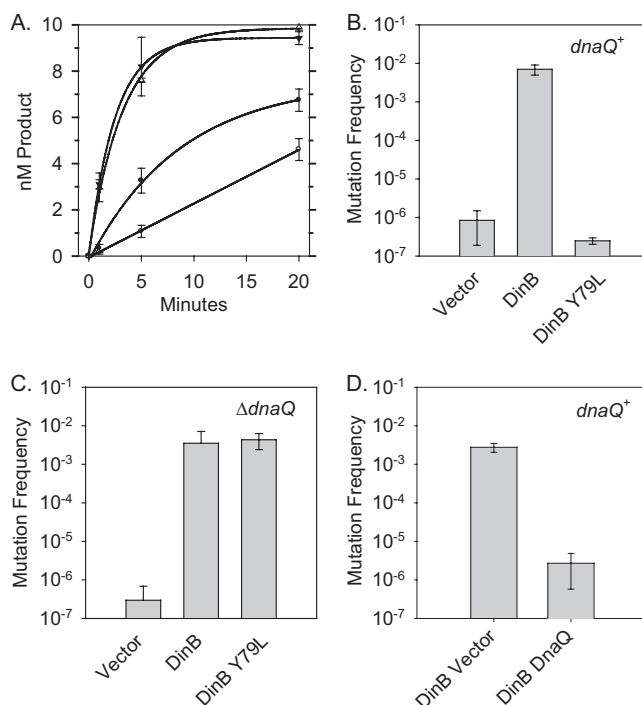 A.
10
8
6
4
2
0
nM Product
0 5 10 15 20
Minutes
B.
dnaQ+
10-1
10-2
10-3
10-4
10-5
10-6
10-7
Mutation Frequency
Vector
DinB
DinB Y79L
C.
ΔdnaQ
10-1
10-2
10-3
10-4
10-5
10-6
10-7
Mutation Frequency
Vector
DinB
DinB Y79L
D.
dnaQ+
10-1
10-2
10-3
10-4
10-5
10-6
10-7
Mutation Frequency
DinB Vector
DinB DnaQ